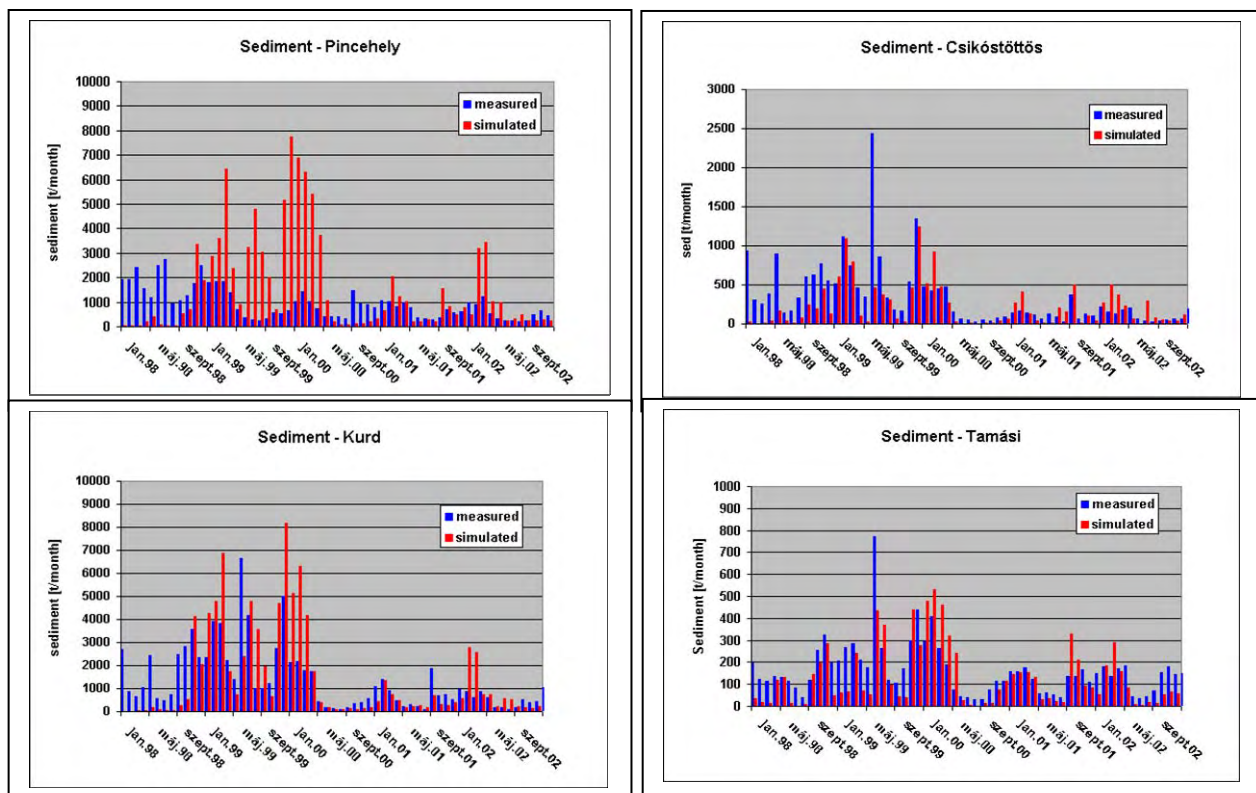 Sediment - Pincehely
10000
9000
8000
7000
6000
5000
4000
3000
2000
1000
0
sediment [t/month]
measured
simulated
jan.98
máj.98
szept.98
jan.99
máj.99
szept.99
jan.00
máj.00
szept.00
jan.01
máj.01
szept.01
jan.02
máj.02
szept.02
Sediment - Csikóstöttös
3000
2500
2000
1500
1000
500
0
sed [t/month]
measured
simulated
jan.98
máj.98
szept.98
jan.99
máj.99
szept.99
jan.00
máj.00
szept.00
jan.01
máj.01
szept.01
jan.02
máj.02
szept.02
Sediment - Kurd
10000
9000
8000
7000
6000
5000
4000
3000
2000
1000
0
sediment [t/month]
measured
simulated
jan.98
máj.98
szept.98
jan.99
máj.99
szept.99
jan.00
máj.00
szept.00
jan.01
máj.01
szept.01
jan.02
máj.02
szept.02
Sediment - Tamási
1000
900
800
700
600
500
400
300
200
100
0
Sediment [t/month]
measured
simulated
jan.98
máj.98
szept.98
jan.99
máj.99
szept.99
jan.00
máj.00
szept.00
jan.01
máj.01
szept.01
jan.02
máj.02
szept.02